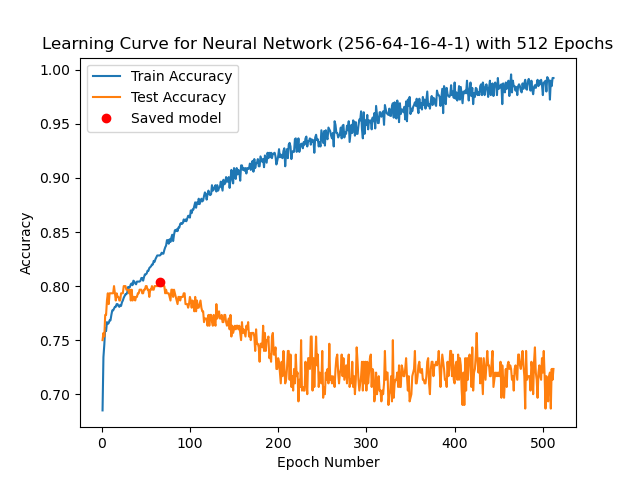 Learning Curve for Neural Network (256-64-16-4-1) with 512 Epochs
Train Accuracy
Test Accuracy
Saved model
1.00
0.95
0.90
0.85
0.80
0.75
0.70
Accuracy
0 100 200 300 400 500
Epoch Number